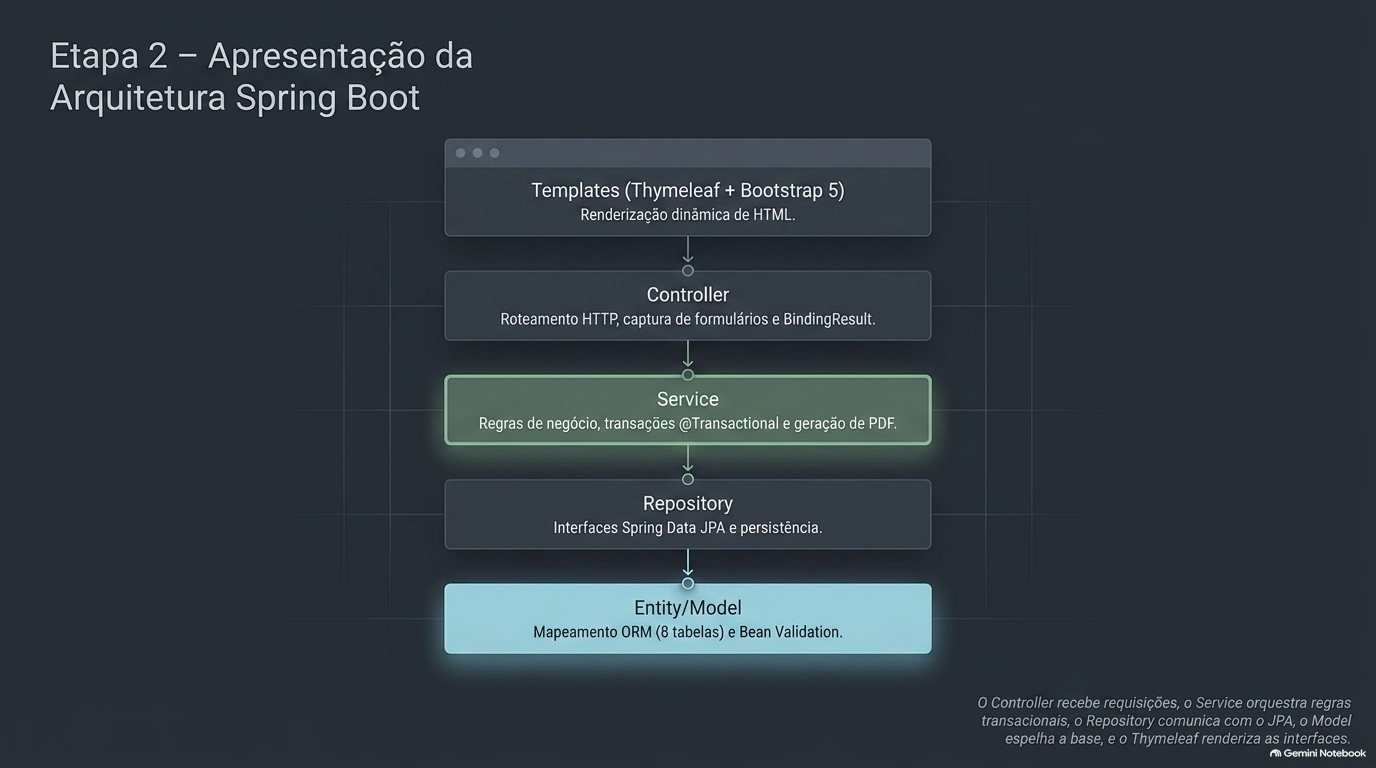 Etapa 2 – Apresentação da
Arquitetura Spring Boot
Templates (Thymeleaf + Bootstrap 5)
Renderização dinâmica de HTML.
Controller
Roteamento HTTP, captura de formulários e BindingResult.
Service
Regras de negócio, transações @Transactional e geração de PDF.
Repository
Interfaces Spring Data JPA e persistência.
Entity/Model
Mapeamento ORM (8 tabelas) e Bean Validation.
O Controller recebe requisições, o Service orquestra regras
transacionais, o Repository comunica com o JPA, o Model
espelha a base, e o Thymeleaf renderiza as interfaces.
Gemini Notebook